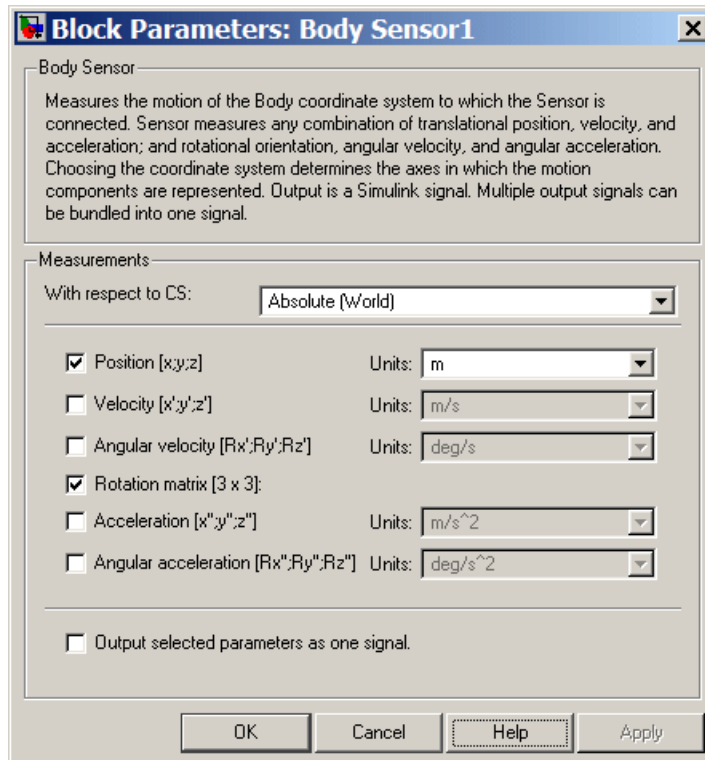 Block Parameters: Body Sensor1
Body Sensor
Measures the motion of the Body coordinate system to which the Sensor is
connected. Sensor measures any combination of translational position, velocity, and
acceleration; and rotational orientation, angular velocity, and angular acceleration.
Choosing the coordinate system determines the axes in which the motion
components are represented. Output is a Simulink signal. Multiple output signals can
be bundled into one signal.
Measurements
With respect to CS: Absolute (World)
Position [x;y;z] Units: m
Velocity [x';y';z'] Units: m/s
Angular velocity [Rx';Ry';Rz'] Units: deg/s
Rotation matrix [3 x 3]:
Acceleration [x";y";z"] Units: m/s^2
Angular acceleration [Rx";Ry";Rz"] Units: deg/s^2
Output selected parameters as one signal.
OK Cancel Help Apply